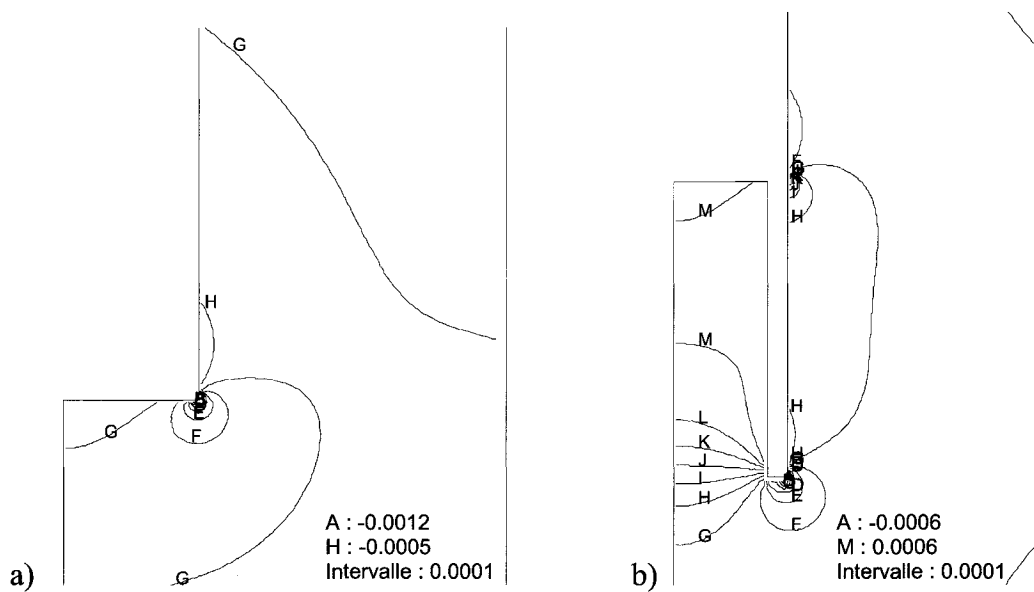 G
H
E
F
G
G
A : -0.0012
H : -0.0005
Intervalle : 0.0001
a)
F
H
M
M
L
K
J
I
H
G
H
H
D
E
F
A : -0.0006
M : 0.0006
Intervalle : 0.0001
b)